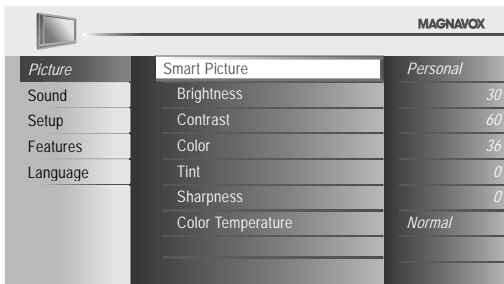 MAGNAVOX
Picture
Sound
Setup
Features
Language
Smart Picture Personal
Brightness 30
Contrast 60
Color 36
Tint 0
Sharpness 0
Color Temperature Normal